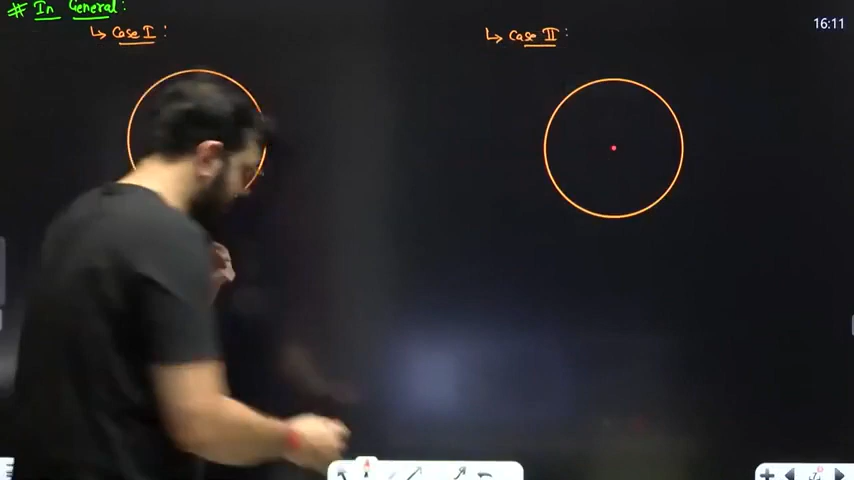 # In General:
↳ Case I :
↳ Case II :
16:11